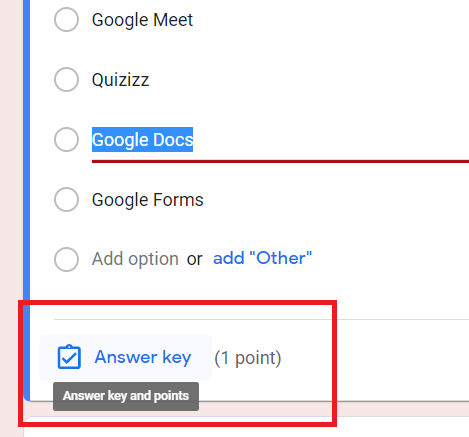 Google Meet
Quizizz
Google Docs
Google Forms
Add option or add "Other"
Answer key (1 point)
Answer key and points